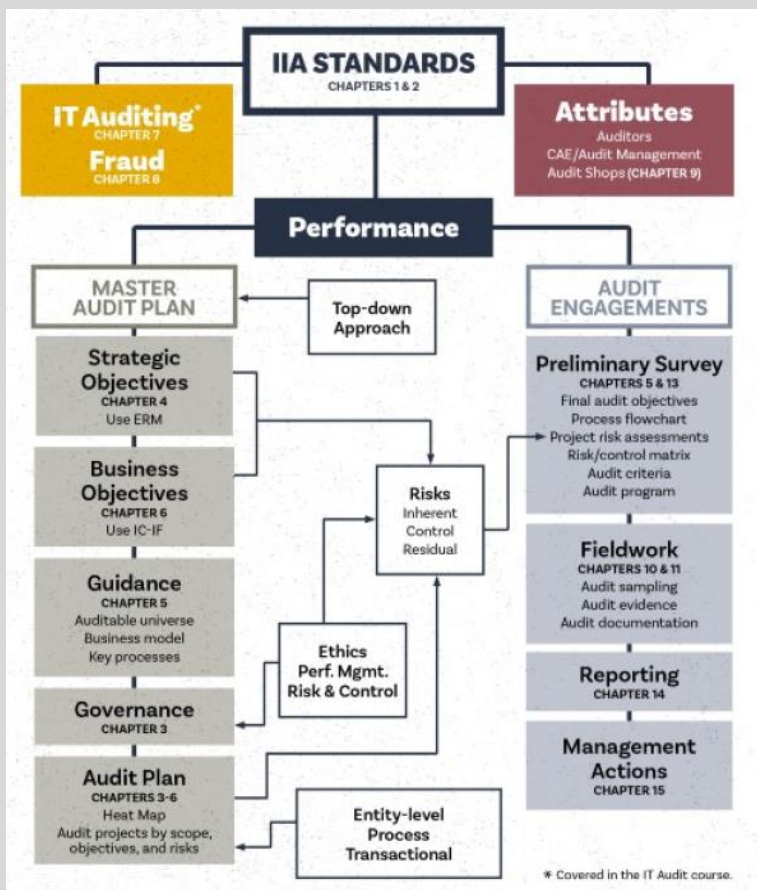 IIA STANDARDS
CHAPTERS 1 & 2
IT Auditing*
CHAPTER 7
Fraud
CHAPTER 8
Attributes
Auditors
CAE/Audit Management
Audit Shops (CHAPTER 9)
Performance
MASTER
AUDIT PLAN
Top-down
Approach
AUDIT
ENGAGEMENTS
Strategic
Objectives
CHAPTER 4
Use ERM
Business
Objectives
CHAPTER 6
Use IC-IF
Guidance
CHAPTER 5
Auditable universe
Business model
Key processes
Governance
CHAPTER 3
Audit Plan
CHAPTERS 3-6
Heat Map
Audit projects by scope,
objectives, and risks
Risks
Inherent
Control
Residual
Ethics
Perf. Mgmt.
Risk & Control
Entity-level
Process
Transactional
Preliminary Survey
CHAPTERS 5 & 13
Final audit objectives
Process flowchart
Project risk assessments
Risk/control matrix
Audit criteria
Audit program
Fieldwork
CHAPTERS 10 & 11
Audit sampling
Audit evidence
Audit documentation
Reporting
CHAPTER 14
Management
Actions
CHAPTER 15
* Covered in the IT Audit course.